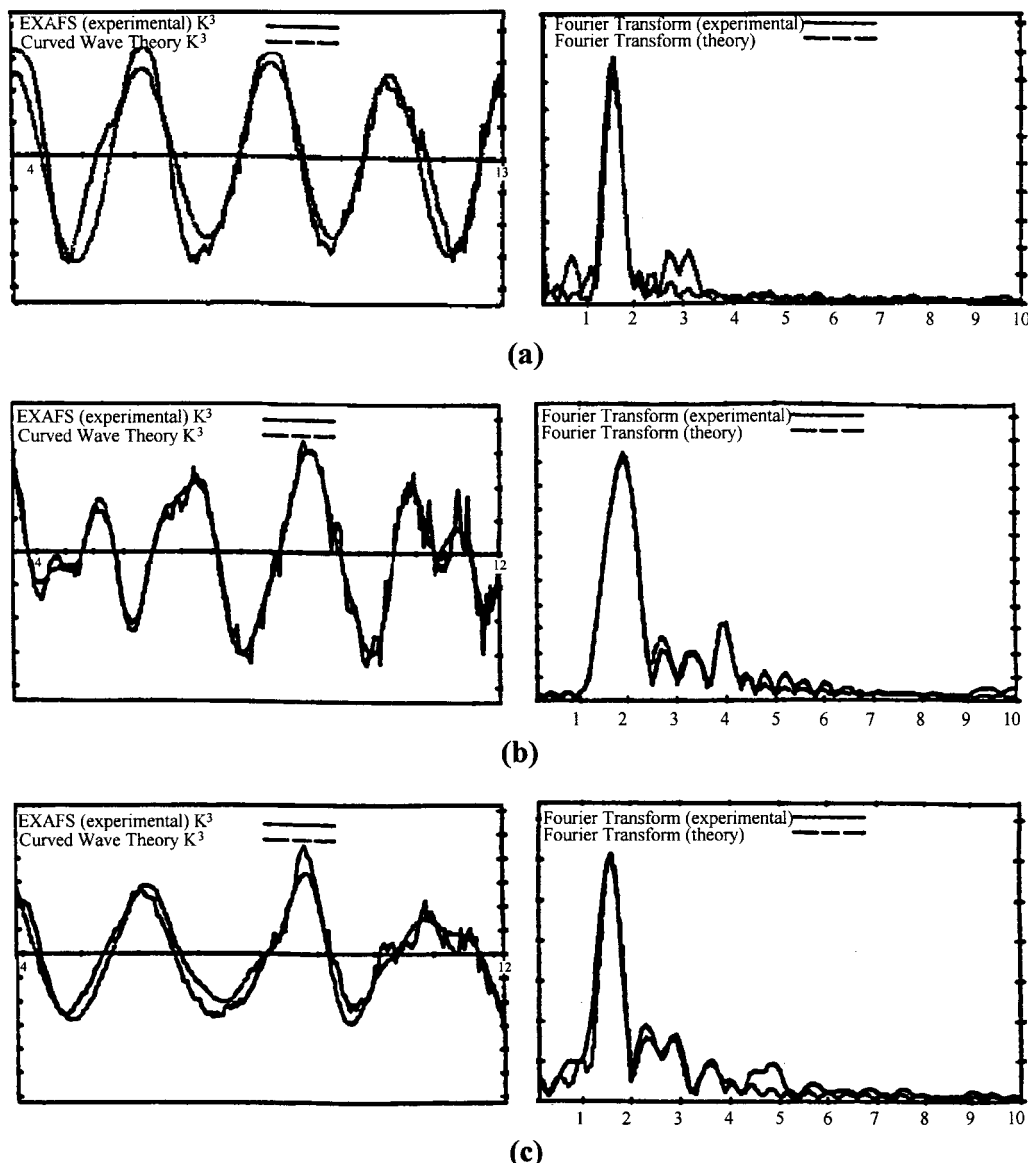 EXAFS (experimental) K³
Curved Wave Theory K³
4
13
Fourier Transform (experimental)
Fourier Transform (theory)
1 2 3 4 5 6 7 8 9 10
(a)
EXAFS (experimental) K³
Curved Wave Theory K³
4
12
Fourier Transform (experimental)
Fourier Transform (theory)
1 2 3 4 5 6 7 8 9 10
(b)
EXAFS (experimental) K³
Curved Wave Theory K³
4
12
Fourier Transform (experimental)
Fourier Transform (theory)
1 2 3 4 5 6 7 8 9 10
(c)